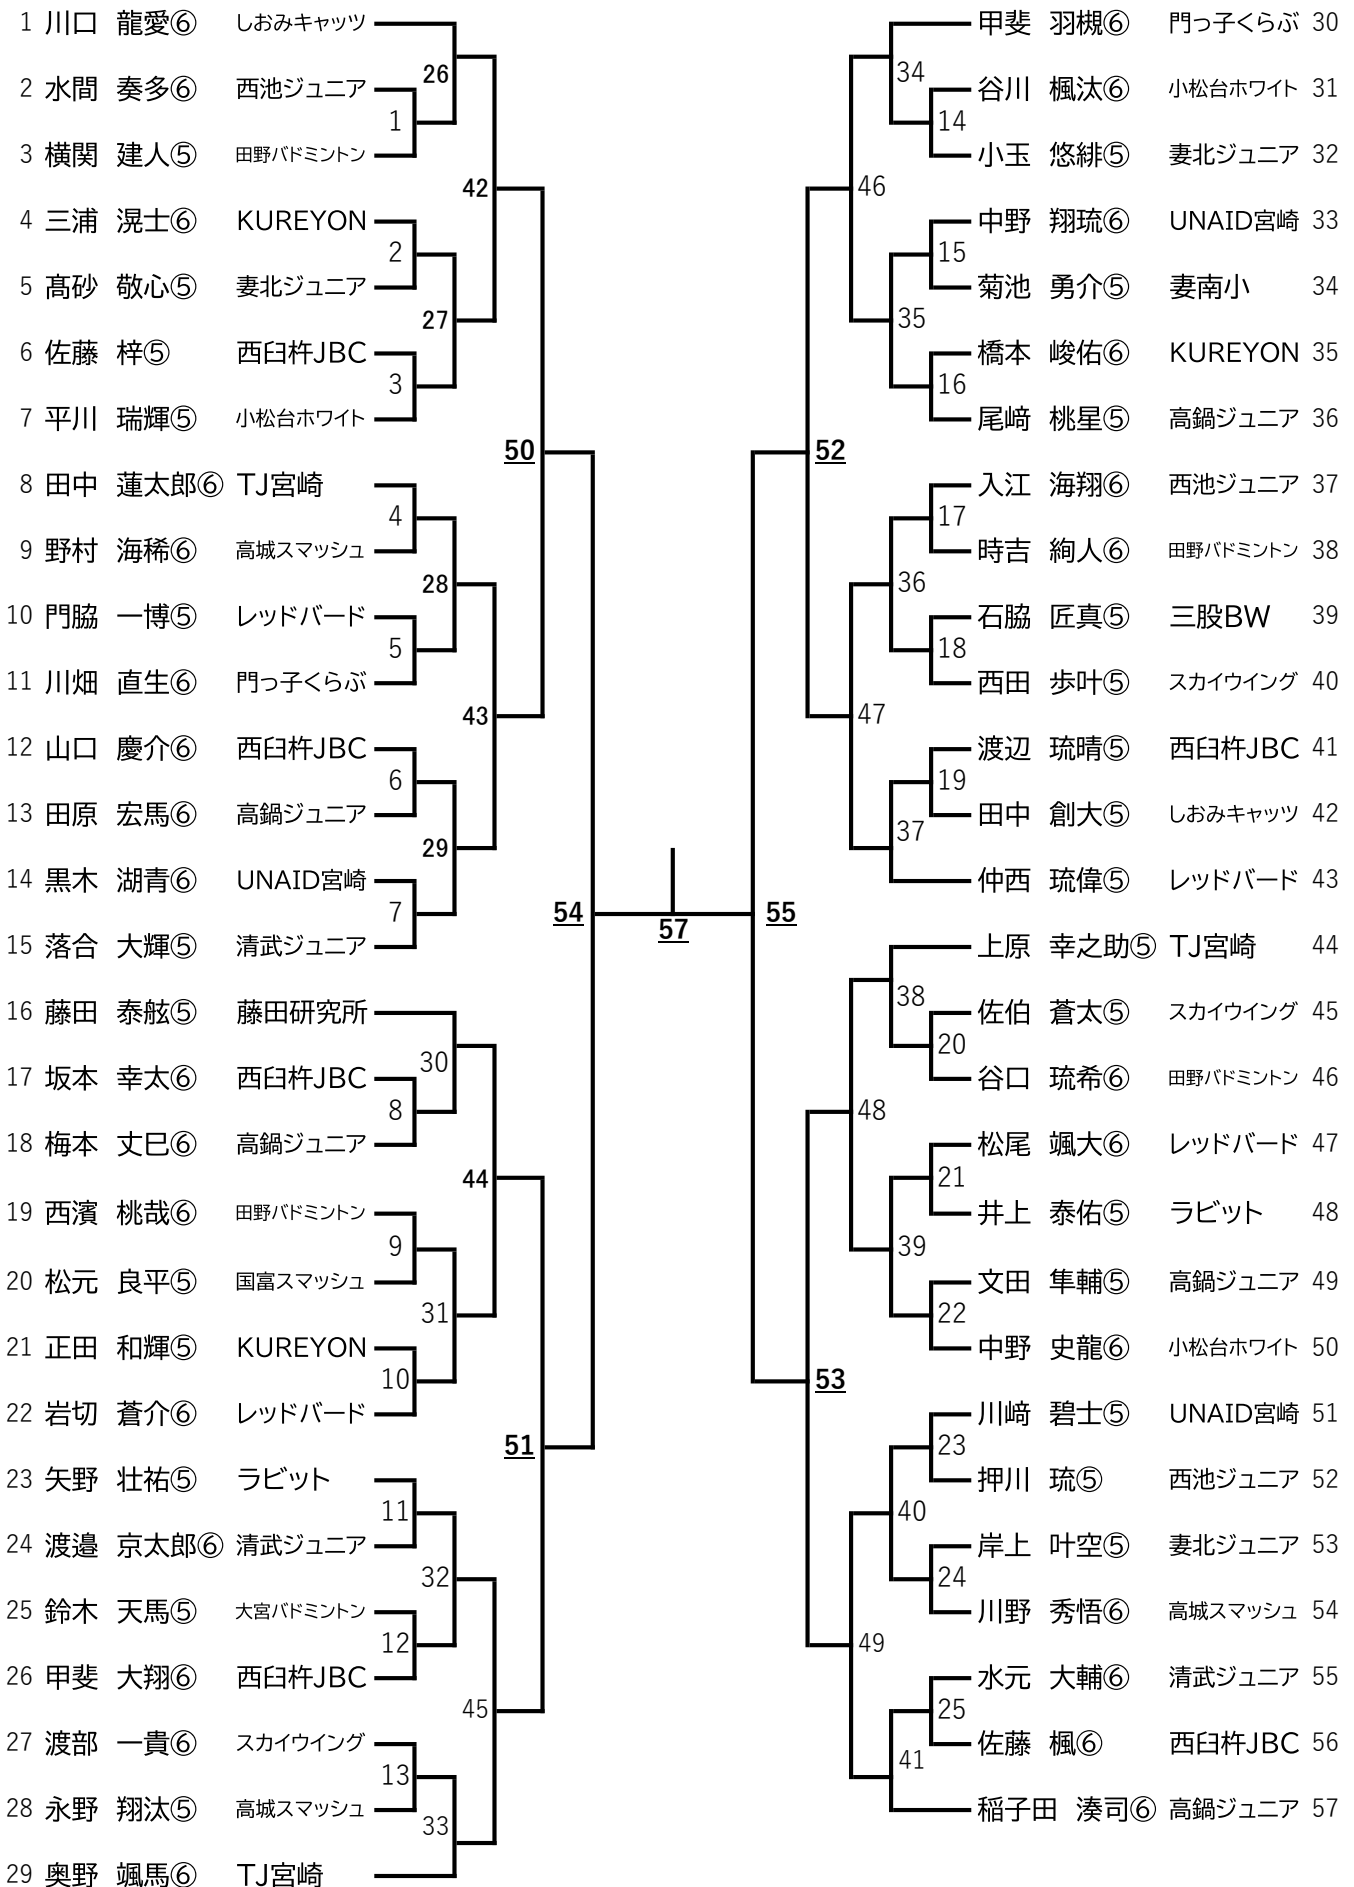 1 川口 龍愛⑥ しおみキャッツ
2 水間 奏多⑥ 西池ジュニア
3 横関 建人⑤ 田野バドミントン
4 三浦 滉士⑥ KUREYON
5 髙砂 敬心⑤ 妻北ジュニア
6 佐藤 梓⑤ 西臼杵JBC
7 平川 瑞輝⑤ 小松台ホワイト
8 田中 蓮太郎⑥ TJ宮崎
9 野村 海稀⑥ 高城スマッシュ
10 門脇 一博⑤ レッドバード
11 川畑 直生⑥ 門っ子くらぶ
12 山口 慶介⑥ 西臼杵JBC
13 田原 宏馬⑥ 高鍋ジュニア
14 黒木 湖青⑥ UNAID宮崎
15 落合 大輝⑤ 清武ジュニア
16 藤田 泰舷⑤ 藤田研究所
17 坂本 幸太⑥ 西臼杵JBC
18 梅本 丈巳⑥ 高鍋ジュニア
19 西濱 桃哉⑥ 田野バドミントン
20 松元 良平⑤ 国富スマッシュ
21 正田 和輝⑤ KUREYON
22 岩切 蒼介⑥ レッドバード
23 矢野 壮祐⑤ ラビット
24 渡邉 京太郎⑥ 清武ジュニア
25 鈴木 天馬⑤ 大宮バドミントン
26 甲斐 大翔⑥ 西臼杵JBC
27 渡部 一貴⑥ スカイウイング
28 永野 翔汰⑤ 高城スマッシュ
29 奥野 颯馬⑥ TJ宮崎
1
2
3
4
5
6
7
8
9
10
11
12
13
26
27
28
29
30
31
32
33
42
43
44
45
50
51
54
57
55
52
53
46
47
48
49
34
35
36
37
38
39
40
41
14
15
16
17
18
19
20
21
22
23
24
25
甲斐 羽槻⑥ 門っ子くらぶ 30
谷川 楓汰⑥ 小松台ホワイト 31
小玉 悠緋⑤ 妻北ジュニア 32
中野 翔琉⑥ UNAID宮崎 33
菊池 勇介⑤ 妻南小 34
橋本 峻佑⑥ KUREYON 35
尾﨑 桃星⑤ 高鍋ジュニア 36
入江 海翔⑥ 西池ジュニア 37
時吉 絢人⑥ 田野バドミントン 38
石脇 匠真⑤ 三股BW 39
西田 歩叶⑤ スカイウイング 40
渡辺 琉晴⑤ 西臼杵JBC 41
田中 創大⑤ しおみキャッツ 42
仲西 琉偉⑤ レッドバード 43
上原 幸之助⑤ TJ宮崎 44
佐伯 蒼太⑤ スカイウイング 45
谷口 琉希⑥ 田野バドミントン 46
松尾 颯大⑥ レッドバード 47
井上 泰佑⑤ ラビット 48
文田 隼輔⑤ 高鍋ジュニア 49
中野 史龍⑥ 小松台ホワイト 50
川﨑 碧士⑤ UNAID宮崎 51
押川 琉⑤ 西池ジュニア 52
岸上 叶空⑤ 妻北ジュニア 53
川野 秀悟⑥ 高城スマッシュ 54
水元 大輔⑥ 清武ジュニア 55
佐藤 楓⑥ 西臼杵JBC 56
稲子田 湊司⑥ 高鍋ジュニア 57